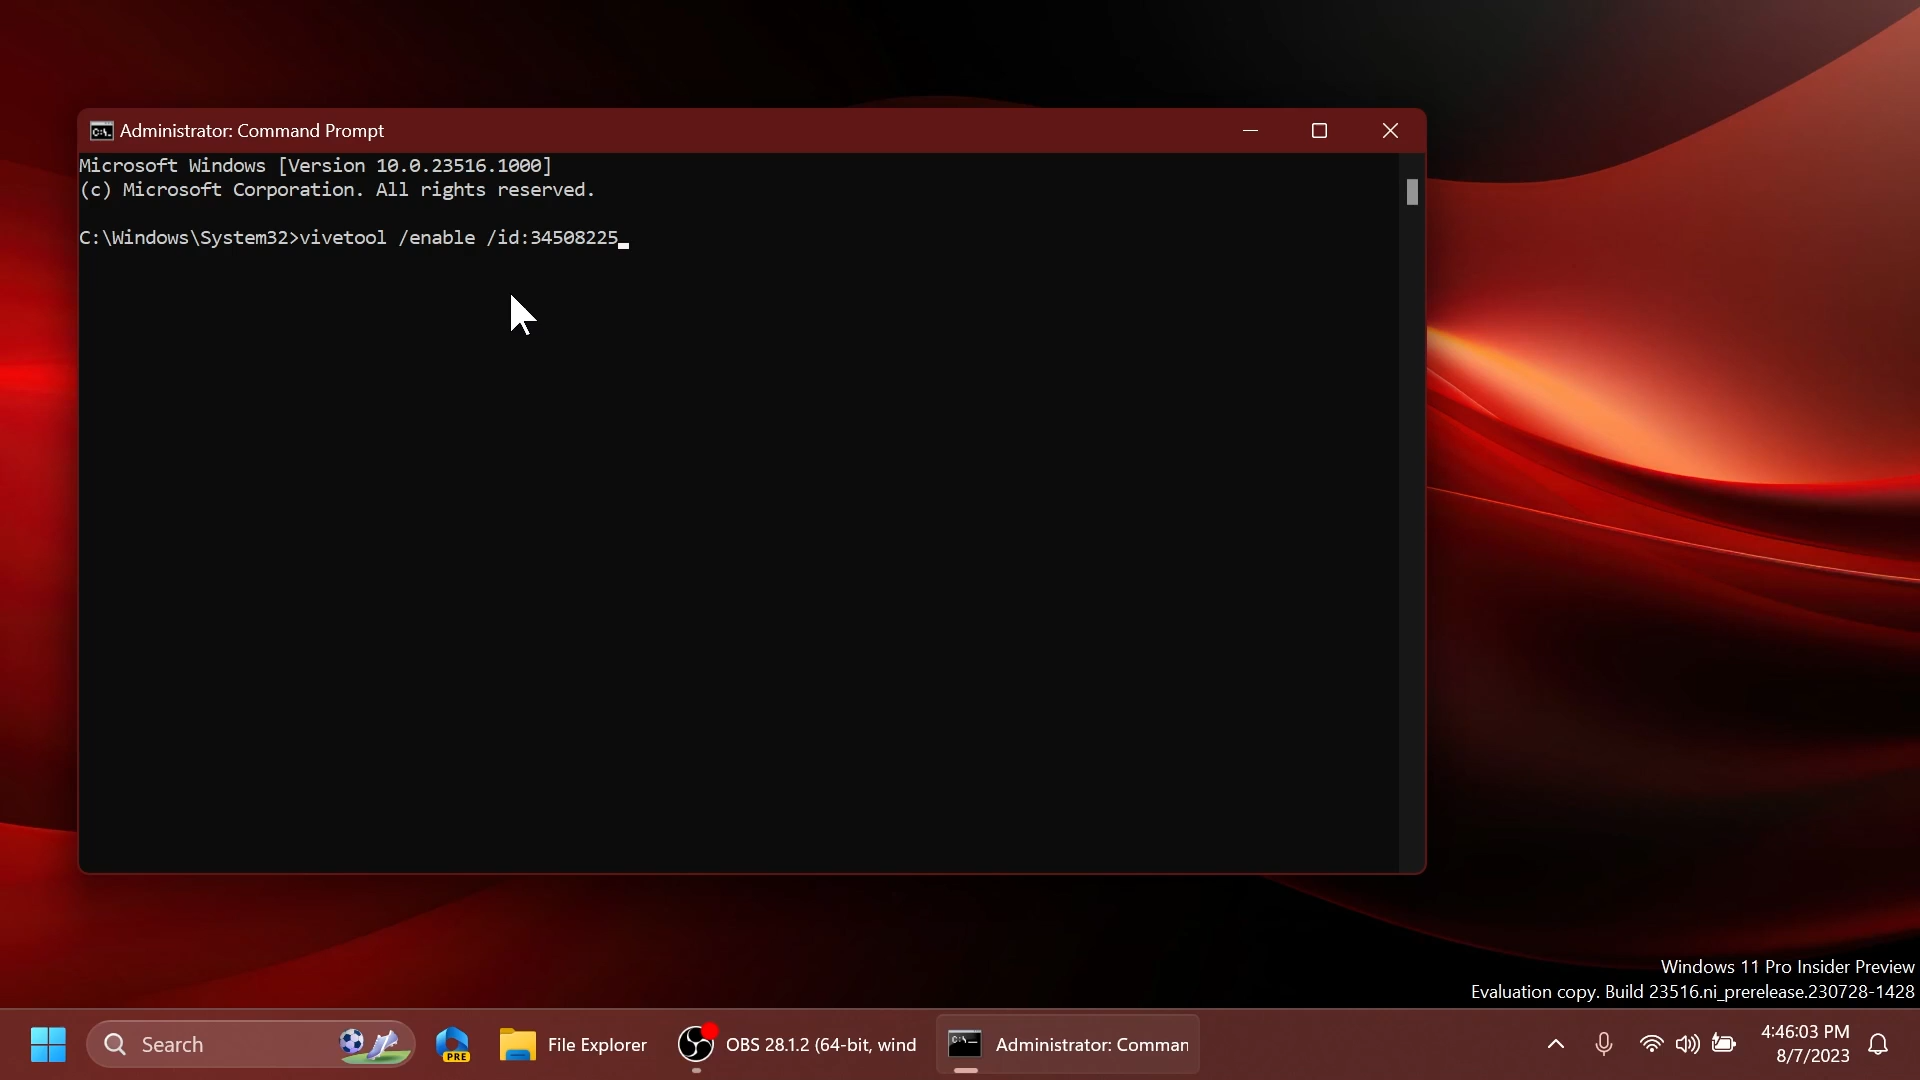 Administrator: Command Prompt
Microsoft Windows [Version 10.0.23516.1000]
(c) Microsoft Corporation. All rights reserved.
C:\Windows\System32>vivetool /enable /id:34508225
Windows 11 Pro Insider Preview
Evaluation copy. Build 23516.ni_prerelease.230728-1428
Search
PRE
File Explorer
OBS 28.1.2 (64-bit, wind
Administrator: Comman
4:46:03 PM
8/7/2023